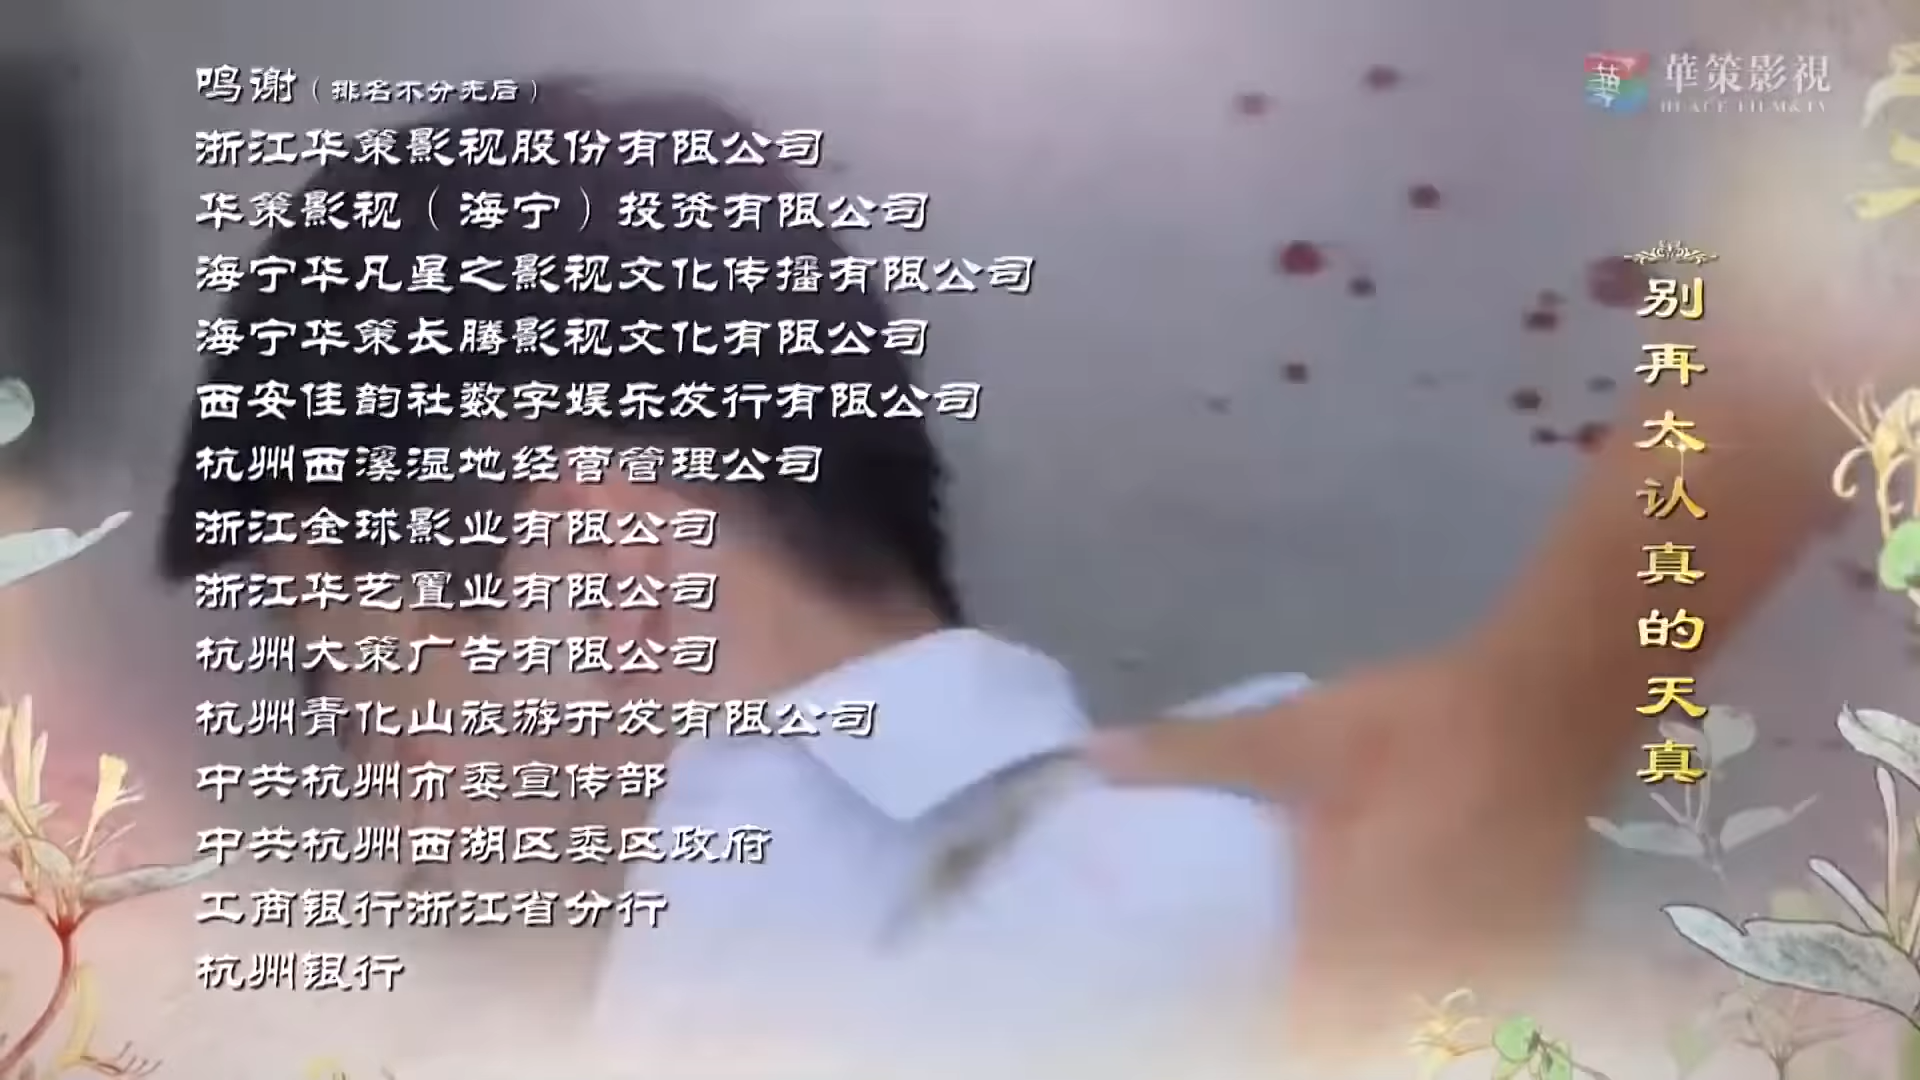 鸣谢（排名不分先后）
浙江华策影视股份有限公司
华策影视（海宁）投资有限公司
海宁华凡星之影视文化传播有限公司
海宁华策长腾影视文化有限公司
西安佳韵社数字娱乐发行有限公司
杭州西溪湿地经营管理公司
浙江金球影业有限公司
浙江华艺置业有限公司
杭州大策广告有限公司
杭州青化山旅游开发有限公司
中共杭州市委宣传部
中共杭州西湖区委区政府
工商银行浙江省分行
杭州银行
華 華策影視
HUACE FILM&TV
别再太认真的天真